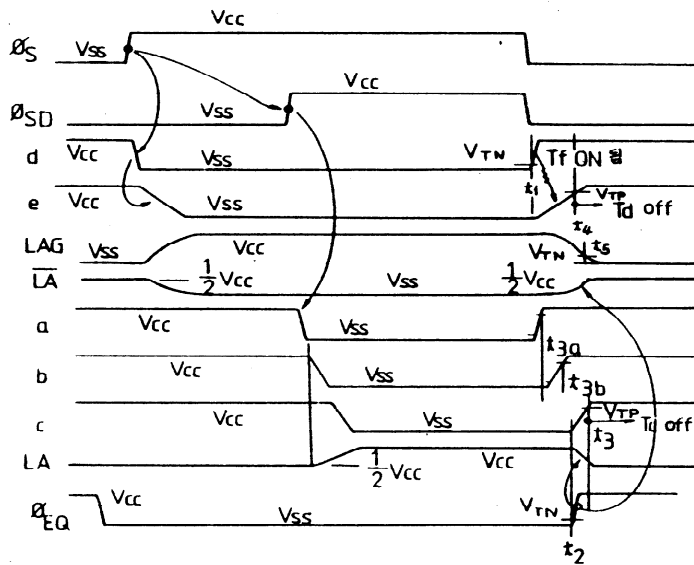 Vcc
ØS VSS
Vcc
ØSD VSS
d Vcc VSS VTN Tf ON 됨
t1
e Vcc VSS VTP
Td off
t4
LAG VSS Vcc VTN t5
LA 1/2 Vcc VSS 1/2 Vcc
a Vcc VSS
t3a
b Vcc VSS
t3b
c Vcc VSS VTP off
t3
LA 1/2 Vcc Vcc
ØEQ Vcc VSS VTN
t2